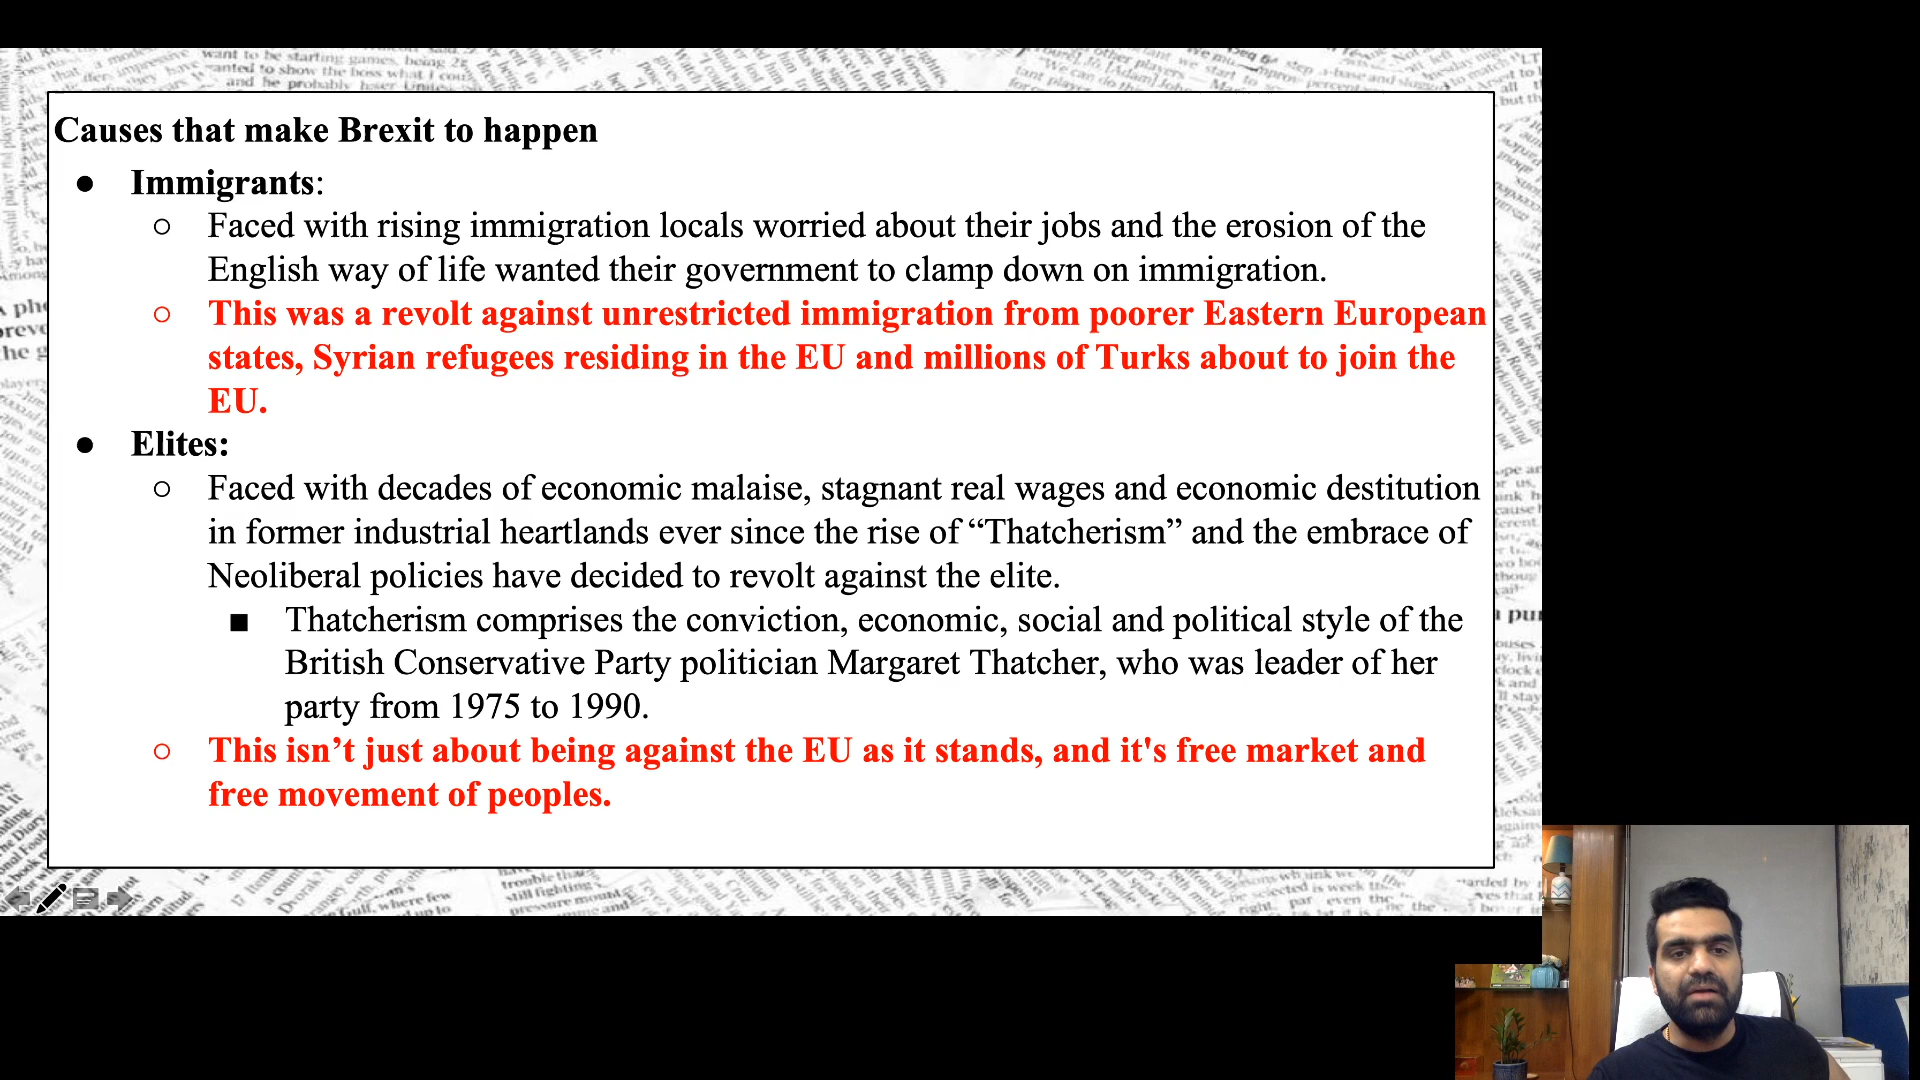 Causes that make Brexit to happen
● Immigrants:
○ Faced with rising immigration locals worried about their jobs and the erosion of the
English way of life wanted their government to clamp down on immigration.
○ This was a revolt against unrestricted immigration from poorer Eastern European
states, Syrian refugees residing in the EU and millions of Turks about to join the
EU.
● Elites:
○ Faced with decades of economic malaise, stagnant real wages and economic destitution
in former industrial heartlands ever since the rise of “Thatcherism” and the embrace of
Neoliberal policies have decided to revolt against the elite.
■ Thatcherism comprises the conviction, economic, social and political style of the
British Conservative Party politician Margaret Thatcher, who was leader of her
party from 1975 to 1990.
○ This isn’t just about being against the EU as it stands, and it's free market and
free movement of peoples.